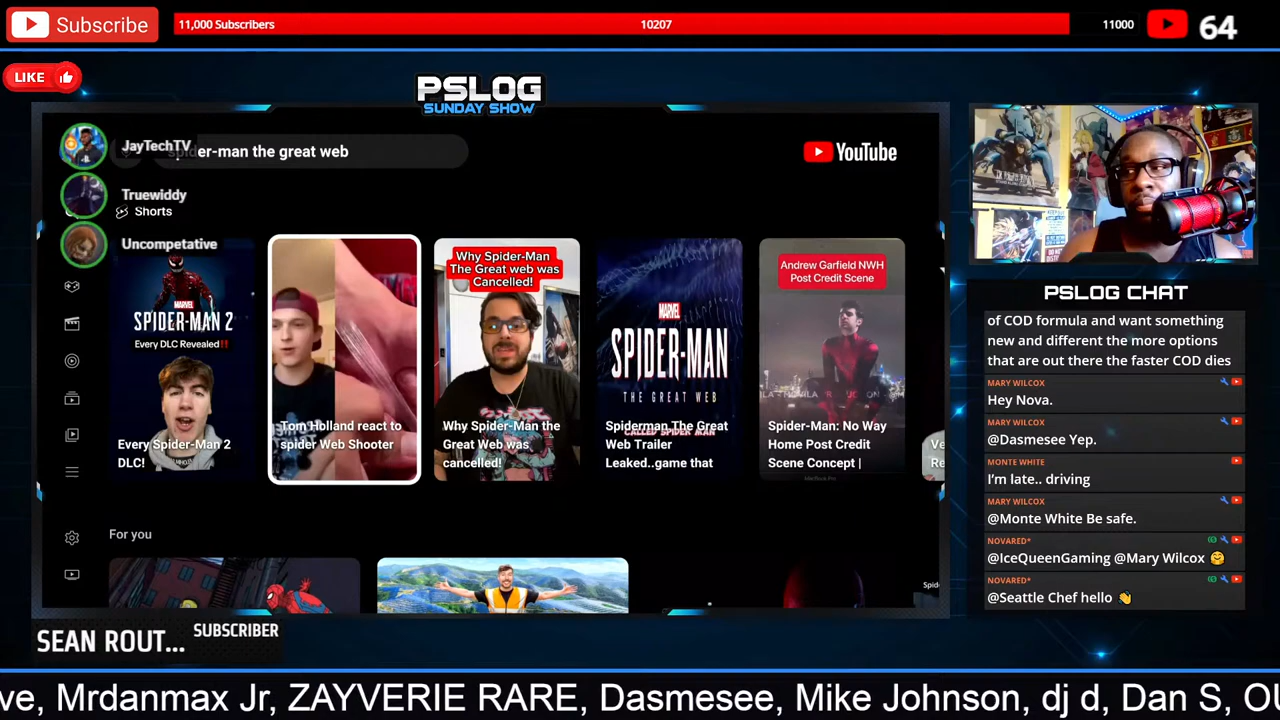 Subscribe
11,000 Subscribers
10207
11000
64
LIKE
PSLOG
SUNDAY SHOW
JayTechTV
er-man the great web
YouTube
Truewiddy
Shorts
Uncompetative
MARVEL
SPIDER-MAN 2
Every DLC Revealed‼️
Every Spider-Man 2
DLC!
Tom Holland react to
spider Web Shooter
Why Spider-Man
The Great web was
Cancelled!
Why Spider-Man the
Great Web was
cancelled!
MARVEL
SPIDER-MAN
THE GREAT WEB
Spiderman The Great
Web Trailer
Leaked..game that
Andrew Garfield NWH
Post Credit Scene
Spider-Man: No Way
Home Post Credit
Scene Concept |
Ve
Re
For you
Spide
PSLOG CHAT
of COD formula and want something
new and different the more options
that are out there the faster COD dies
MARY WILCOX
Hey Nova.
MARY WILCOX
@Dasmesee Yep.
MONTE WHITE
I'm late.. driving
MARY WILCOX
@Monte White Be safe.
NOVARED*
@IceQueenGaming @Mary Wilcox 🤗
NOVARED*
@Seattle Chef hello 👋
SEAN ROUT...
SUBSCRIBER
ve, Mrdanmax Jr, ZAYVERIE RARE, Dasmesee, Mike Johnson, dj d, Dan S, OU